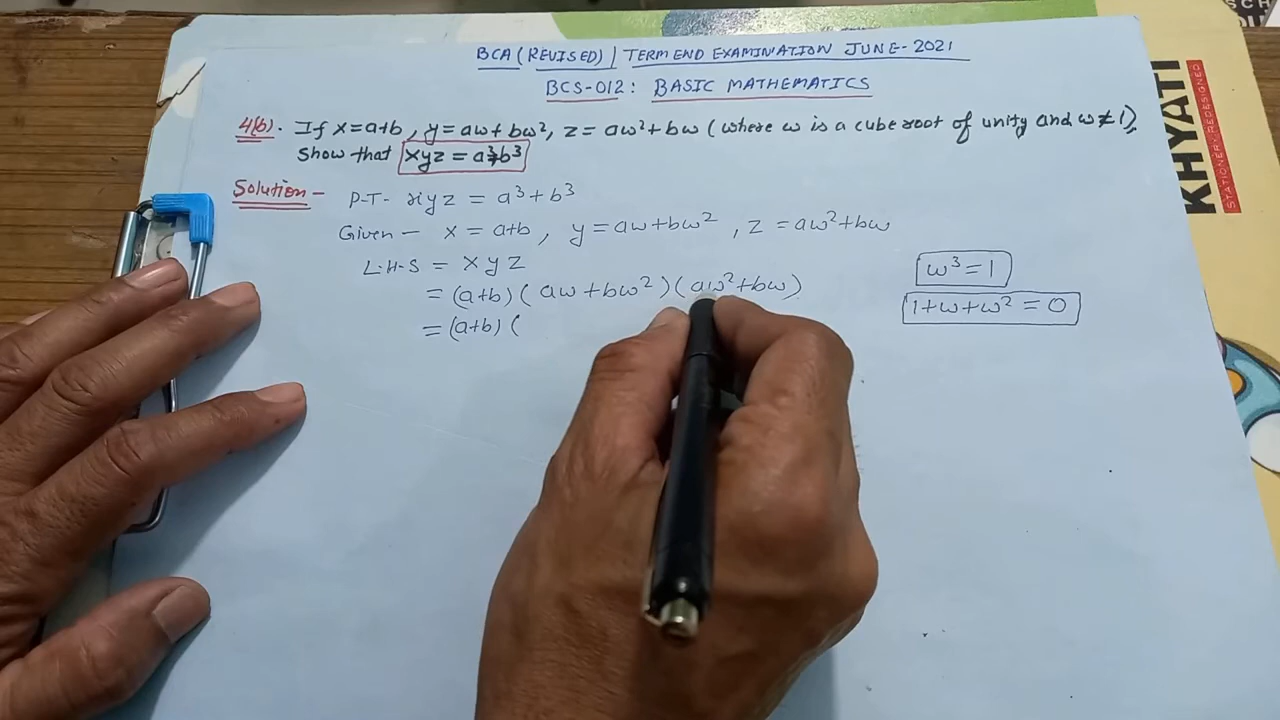 BCA (REVISED) / TERM END EXAMINATION JUNE-2021
BCS-012: BASIC MATHEMATICS
4(b). If x=a+b, y=aω+bω², z=aω²+bω (where ω is a cube root of unity and ω≠1),
show that xyz = a³+b³
Solution-
P.T- xyz = a³+b³
Given - x = a+b, y = aω+bω², z = aω²+bω
L.H.S = xyz
= (a+b) (aω+bω²)(aω²+bω)
= (a+b) (
ω³=1
1+ω+ω² = 0
KHYATI
STATIONERY REDESIGNED